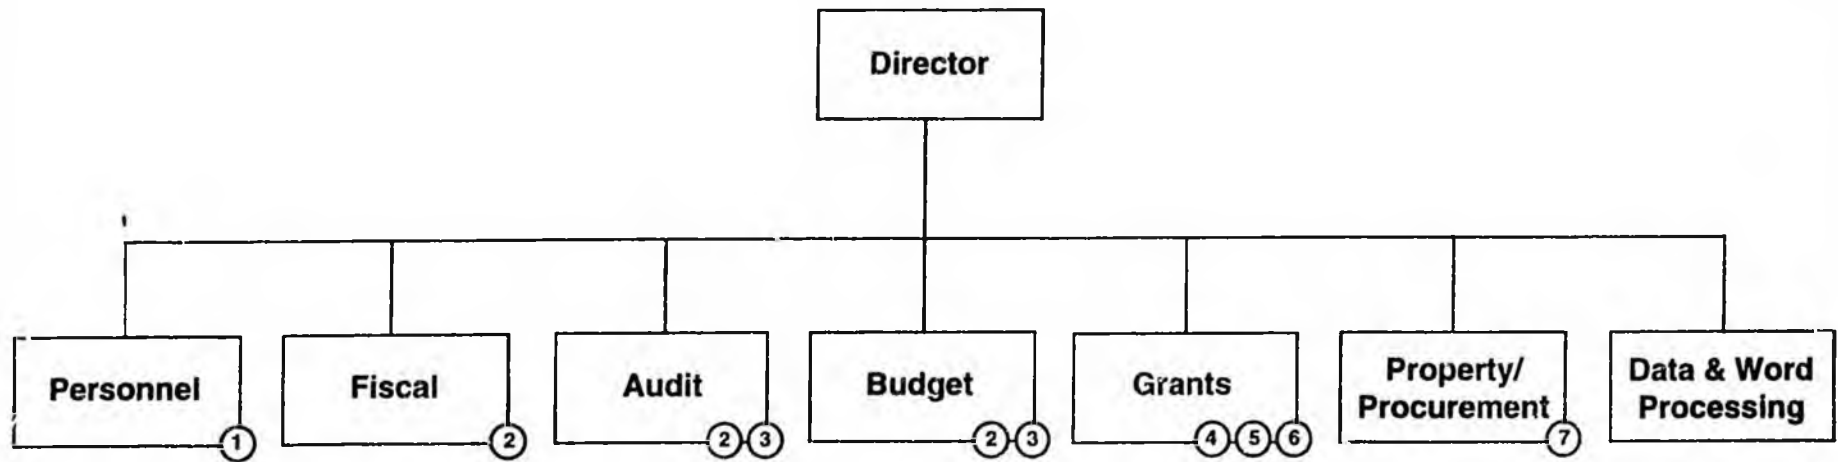 Director
Personnel
1
Fiscal
2
Audit
2 3
Budget
2 3
Grants
4 5 6
Property/
Procurement
7
Data & Word
Processing